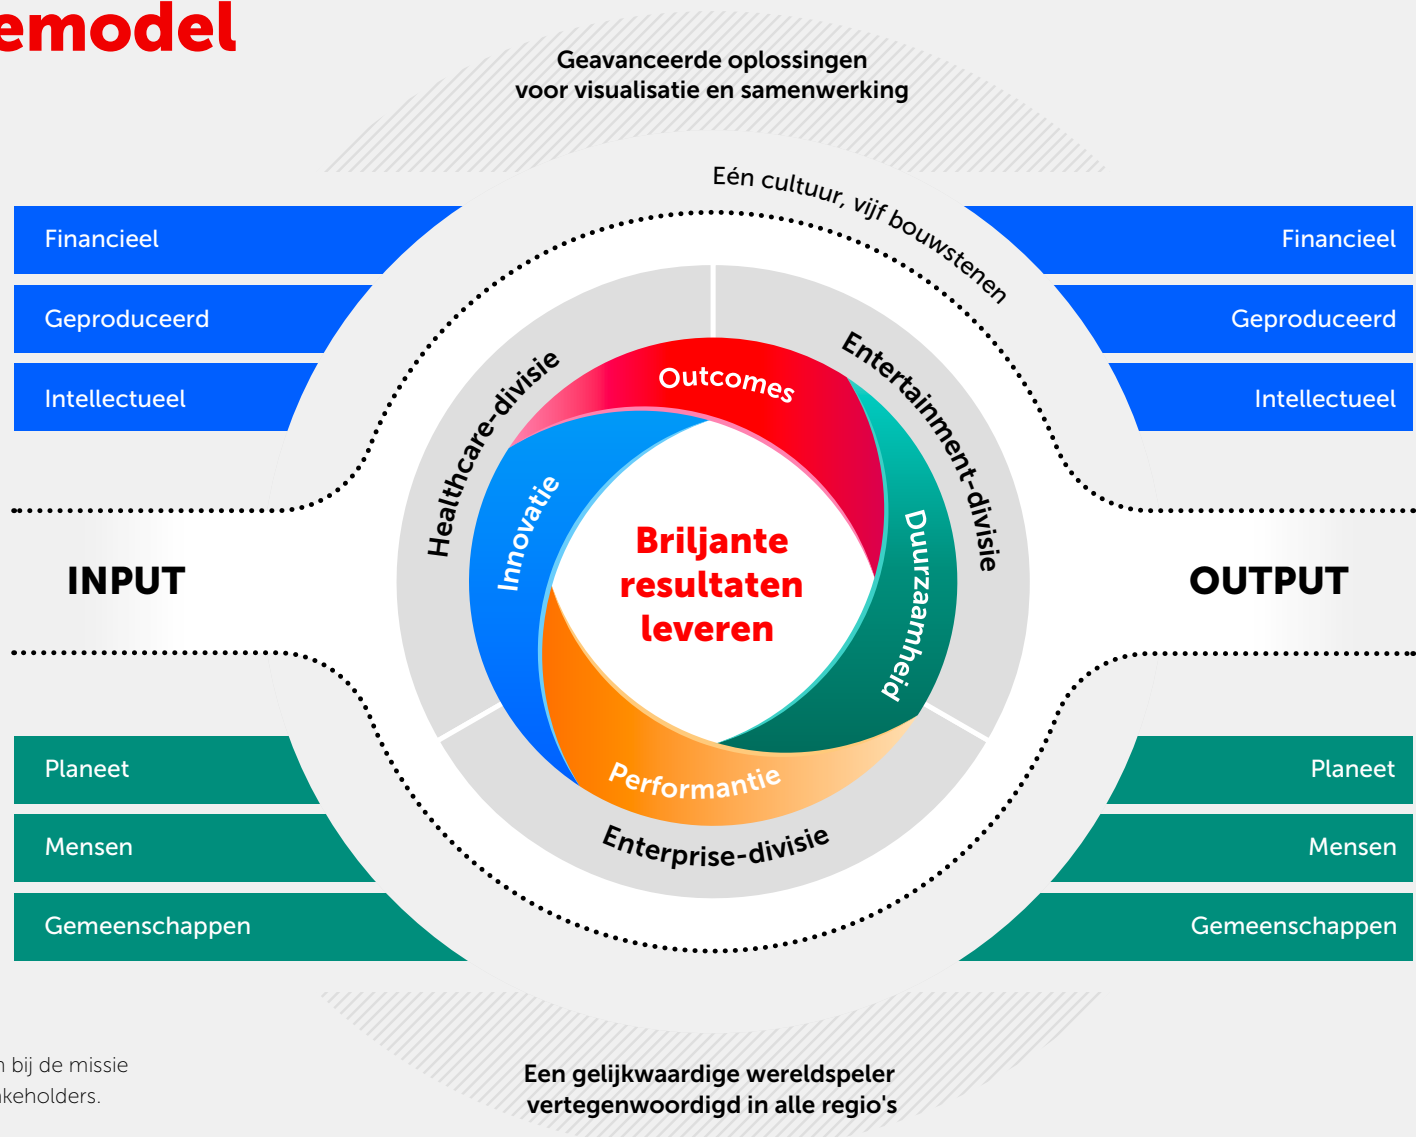 emodel
Geavanceerde oplossingen
voor visualisatie en samenwerking
Eén cultuur, vijf bouwstenen
Financieel
Geproduceerd
Intellectueel
Financieel
Geproduceerd
Intellectueel
Healthcare-divisie
Entertainment-divisie
Outcomes
Innovatie
Duurzaamheid
Briljante
resultaten
leveren
INPUT
OUTPUT
Performantie
Enterprise-divisie
Planeet
Mensen
Gemeenschappen
Planeet
Mensen
Gemeenschappen
bij de missie
keholders.
Een gelijkwaardige wereldspeler
vertegenwoordigd in alle regio's